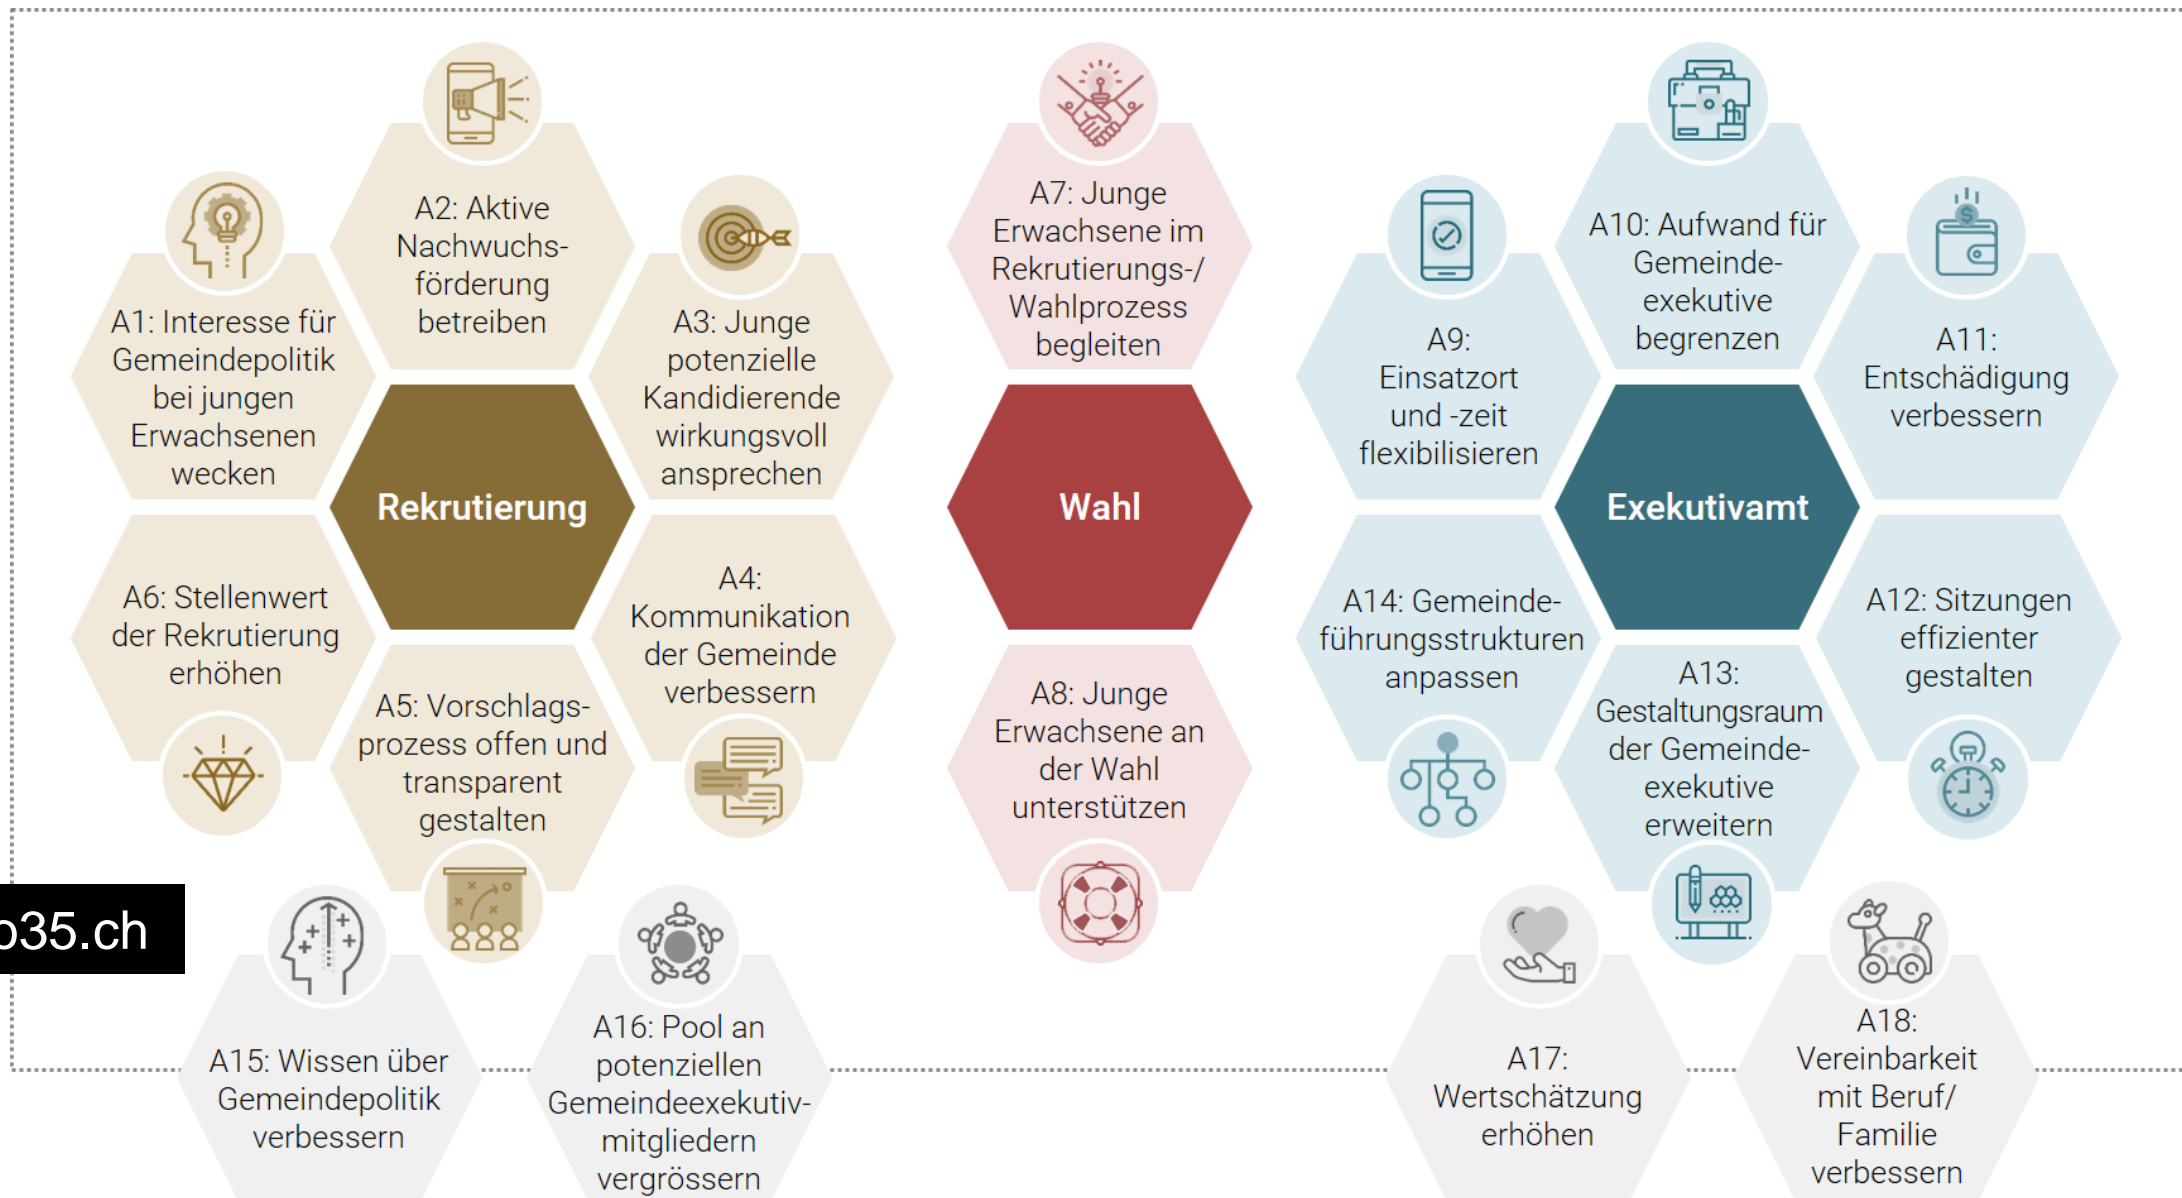 A1: Interesse für
Gemeindepolitik
bei jungen
Erwachsenen
wecken
A2: Aktive
Nachwuchs-
förderung
betreiben
A3: Junge
potenzielle
Kandidierende
wirkungsvoll
ansprechen
Rekrutierung
A6: Stellenwert
der Rekrutierung
erhöhen
A5: Vorschlags-
prozess offen und
transparent
gestalten
A4:
Kommunikation
der Gemeinde
verbessern
A7: Junge
Erwachsene im
Rekrutierungs-/
Wahlprozess
begleiten
Wahl
A8: Junge
Erwachsene an
der Wahl
unterstützen
A9:
Einsatzort
und -zeit
flexibilisieren
A10: Aufwand für
Gemeinde-
exekutive
begrenzen
A11:
Entschädigung
verbessern
Exekutivamt
A14: Gemeinde-
führungsstrukturen
anpassen
A13:
Gestaltungsraum
der Gemeinde-
exekutive
erweitern
A12: Sitzungen
effizienter
gestalten
o35.ch
A15: Wissen über
Gemeindepolitik
verbessern
A16: Pool an
potenziellen
Gemeindeexekutiv-
mitgliedern
vergrössern
A17:
Wertschätzung
erhöhen
A18:
Vereinbarkeit
mit Beruf/
Familie
verbessern